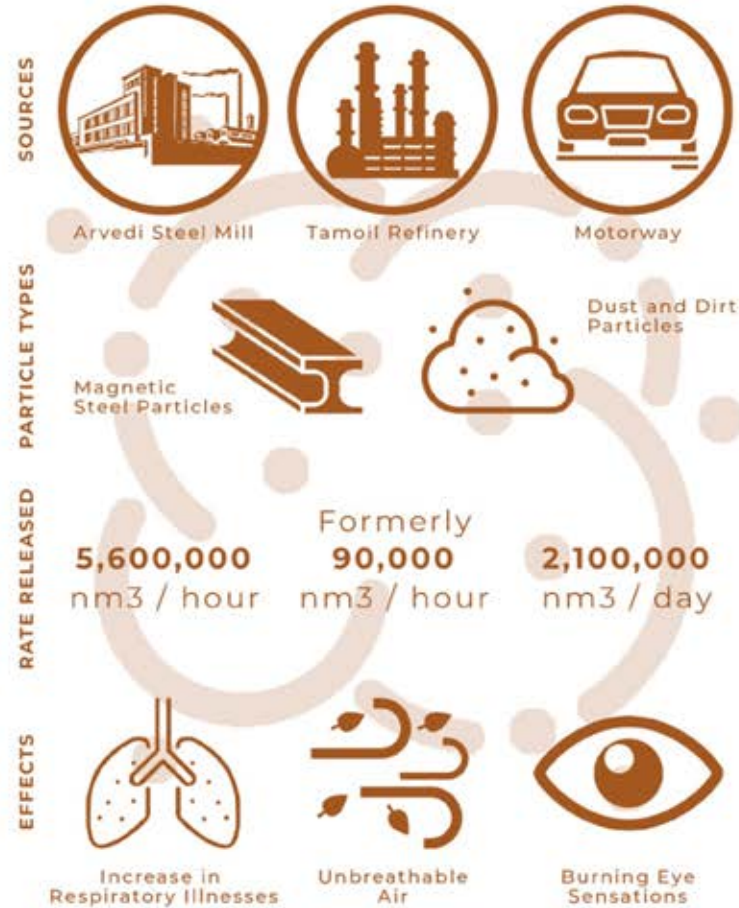 SOURCES
Arvedi Steel Mill
Tamoil Refinery
Motorway
PARTICLE TYPES
Magnetic
Steel Particles
Dust and Dirt
Particles
RATE RELEASED
5,600,000
nm3 / hour
Formerly
90,000
nm3 / hour
2,100,000
nm3 / day
EFFECTS
Increase in
Respiratory Illnesses
Unbreathable
Air
Burning Eye
Sensations